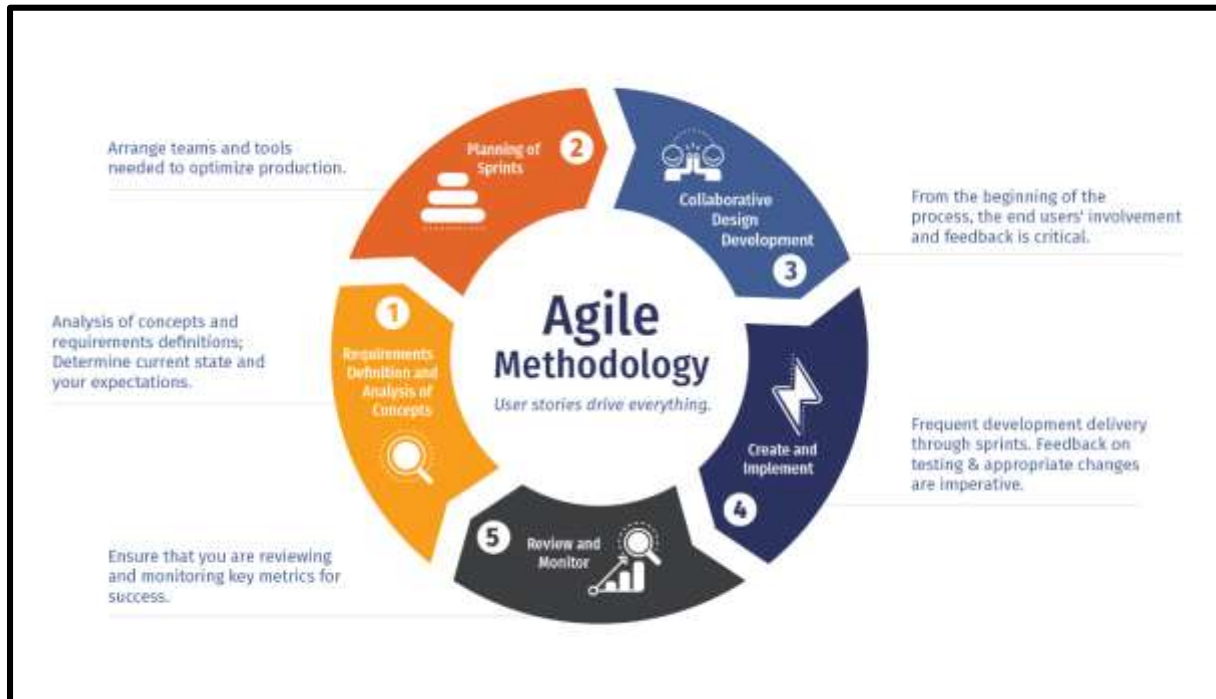 Agile
Methodology
User stories drive everything.
1
Requirements
Definition and
Analysis of
Concepts
Analysis of concepts and
requirements definitions;
Determine current state and
your expectations.
2
Planning of
Sprints
Arrange teams and tools
needed to optimize production.
Collaborative
Design
Development
3
From the beginning of the
process, the end users' involvement
and feedback is critical.
Create and
Implement
4
Frequent development delivery
through sprints. Feedback on
testing & appropriate changes
are imperative.
5
Review and
Monitor
Ensure that you are reviewing
and monitoring key metrics for
success.